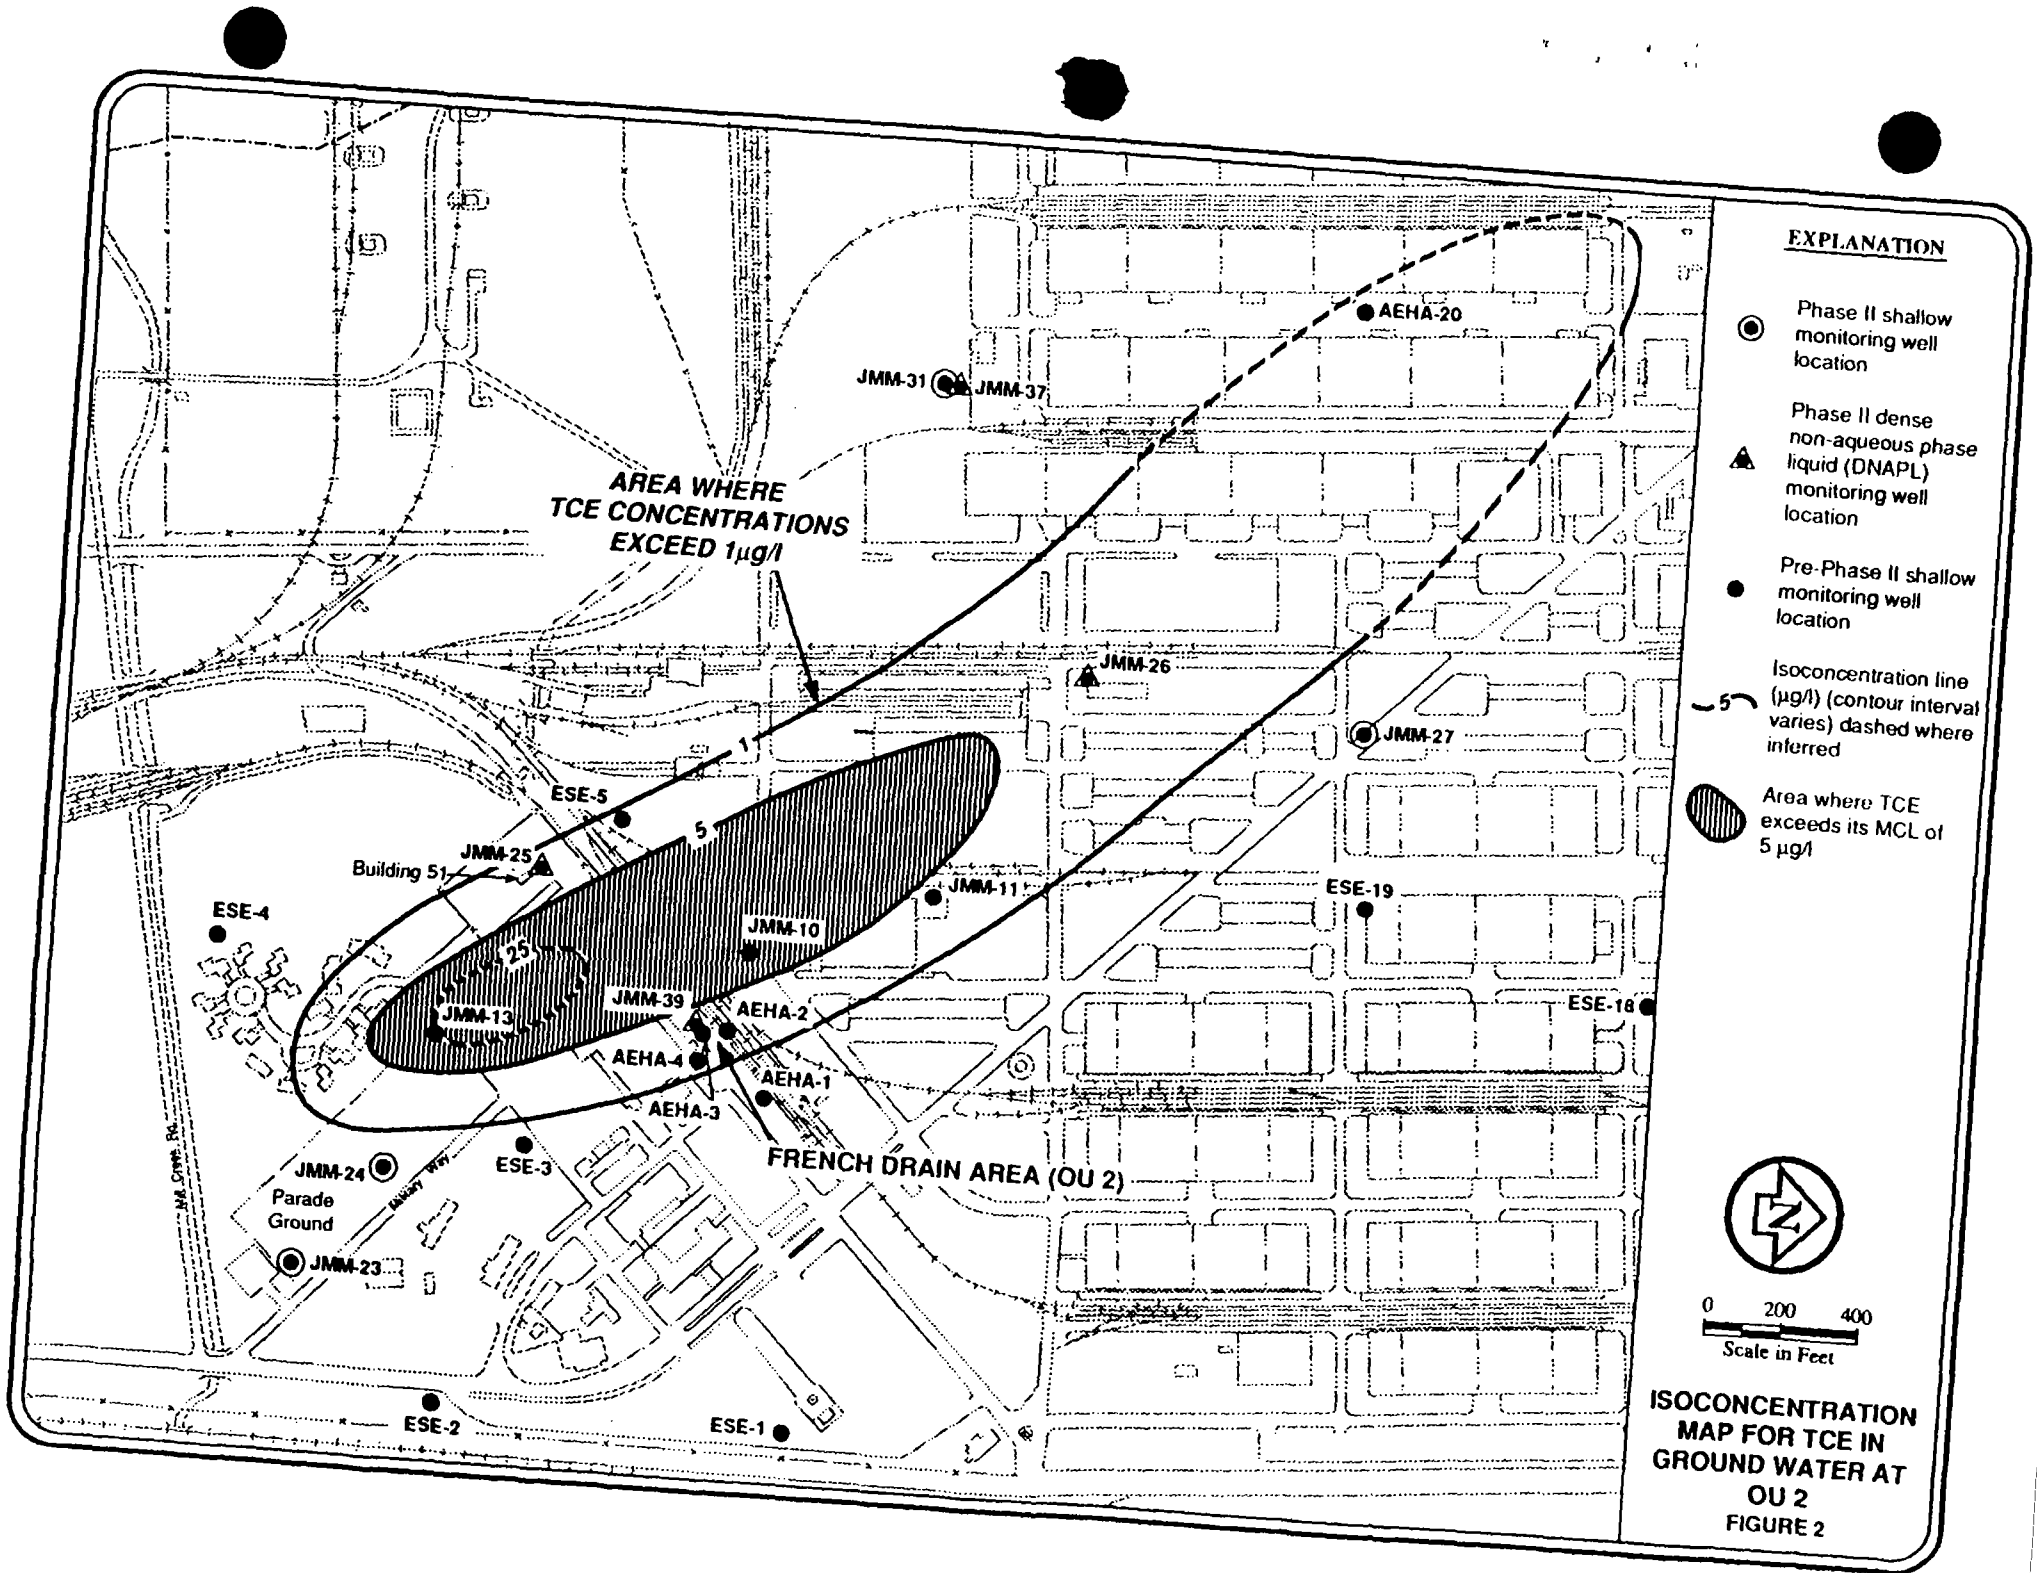 EXPLANATION
Phase II shallow
monitoring well
location
Phase II dense
non-aqueous phase
liquid (DNAPL)
monitoring well
location
Pre-Phase II shallow
monitoring well
location
5
Isoconcentration line
(µg/l) (contour interval
varies) dashed where
inferred
Area where TCE
exceeds its MCL of
5 µg/l
AEHA-20
JMM-31
JMM-37
AREA WHERE
TCE CONCENTRATIONS
EXCEED 1µg/l
JMM-26
JMM-27
1
ESE-5
5
JMM-25
Building 51
JMM-11
ESE-19
ESE-4
JMM-10
25
JMM-39
JMM-13
AEHA-2
ESE-18
AEHA-4
AEHA-1
AEHA-3
ESE-3
FRENCH DRAIN AREA (OU 2)
JMM-24
Parade
Ground
Military Way
JMM-23
ESE-2
ESE-1
N
0 200 400
Scale in Feet
ISOCONCENTRATION
MAP FOR TCE IN
GROUND WATER AT
OU 2
FIGURE 2